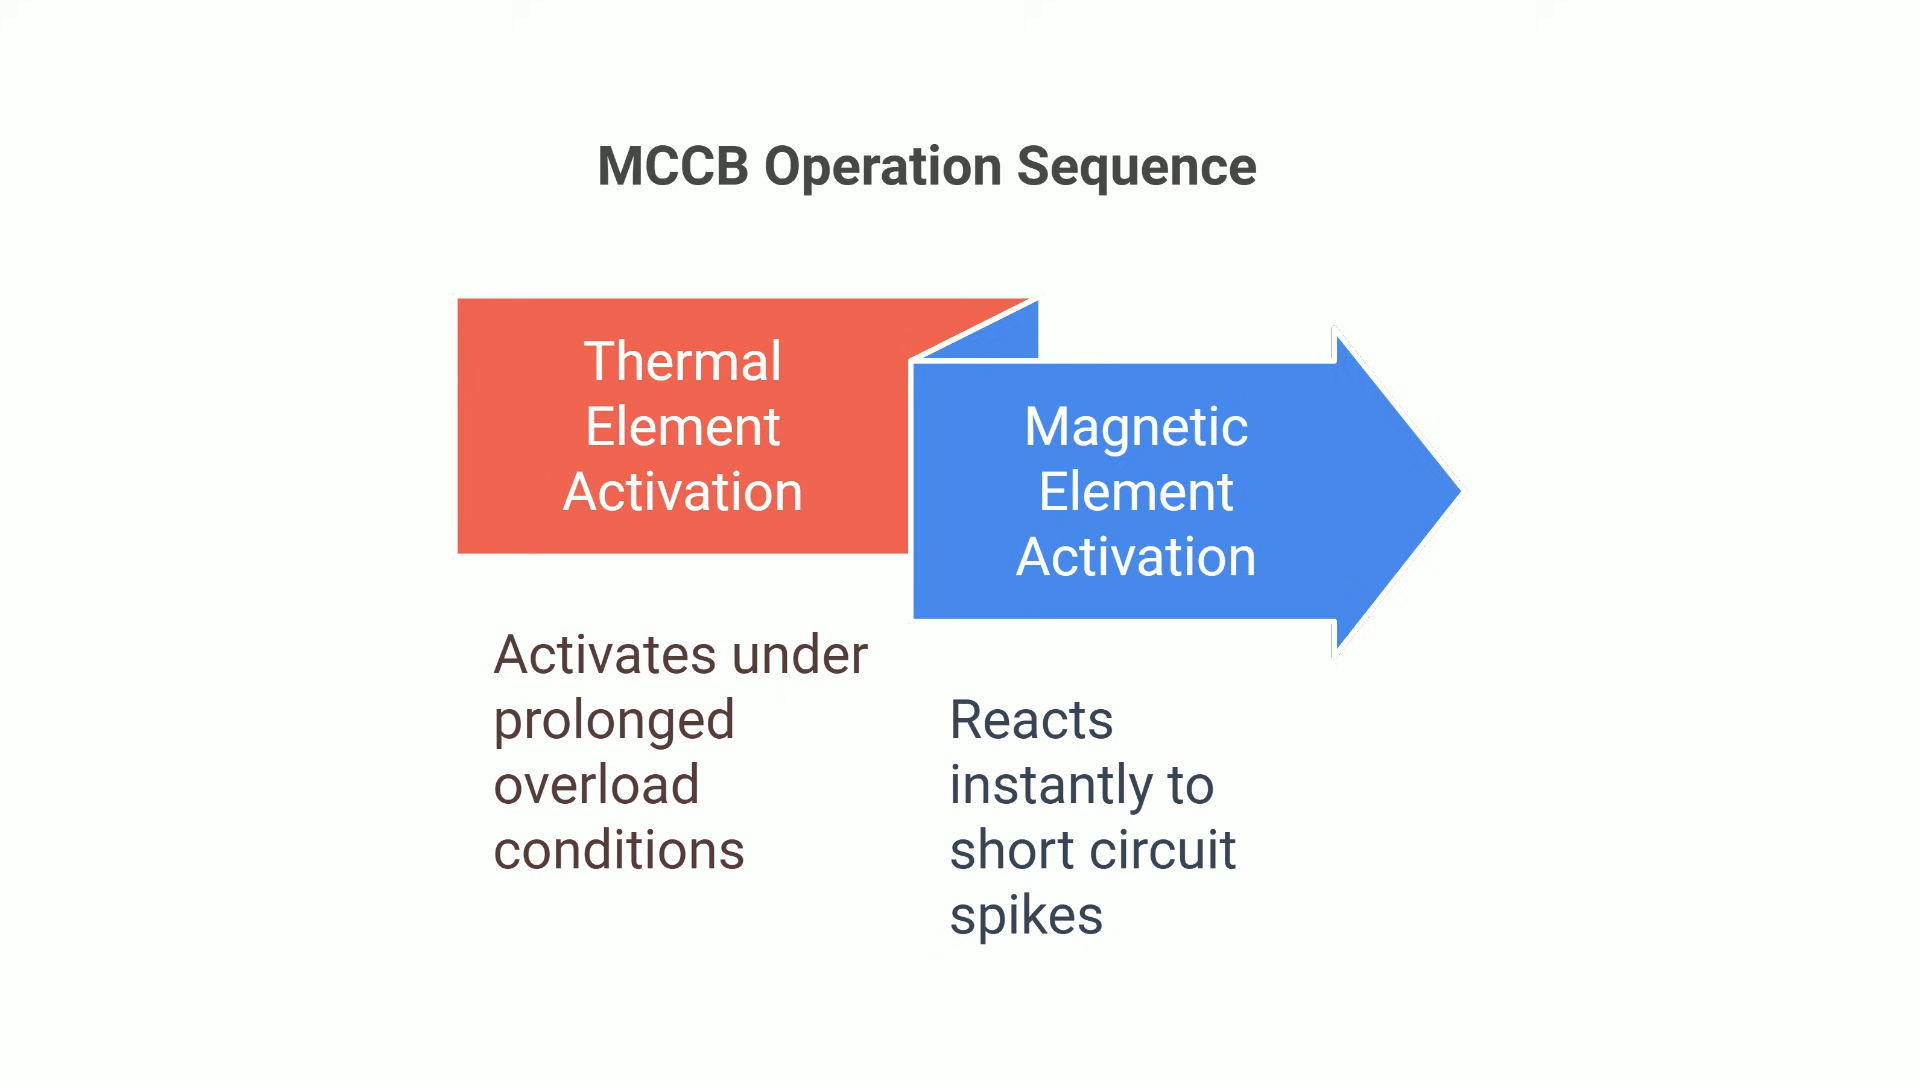 MCCB Operation Sequence
Thermal
Element
Activation
Magnetic
Element
Activation
Activates under
prolonged
overload
conditions
Reacts
instantly to
short circuit
spikes